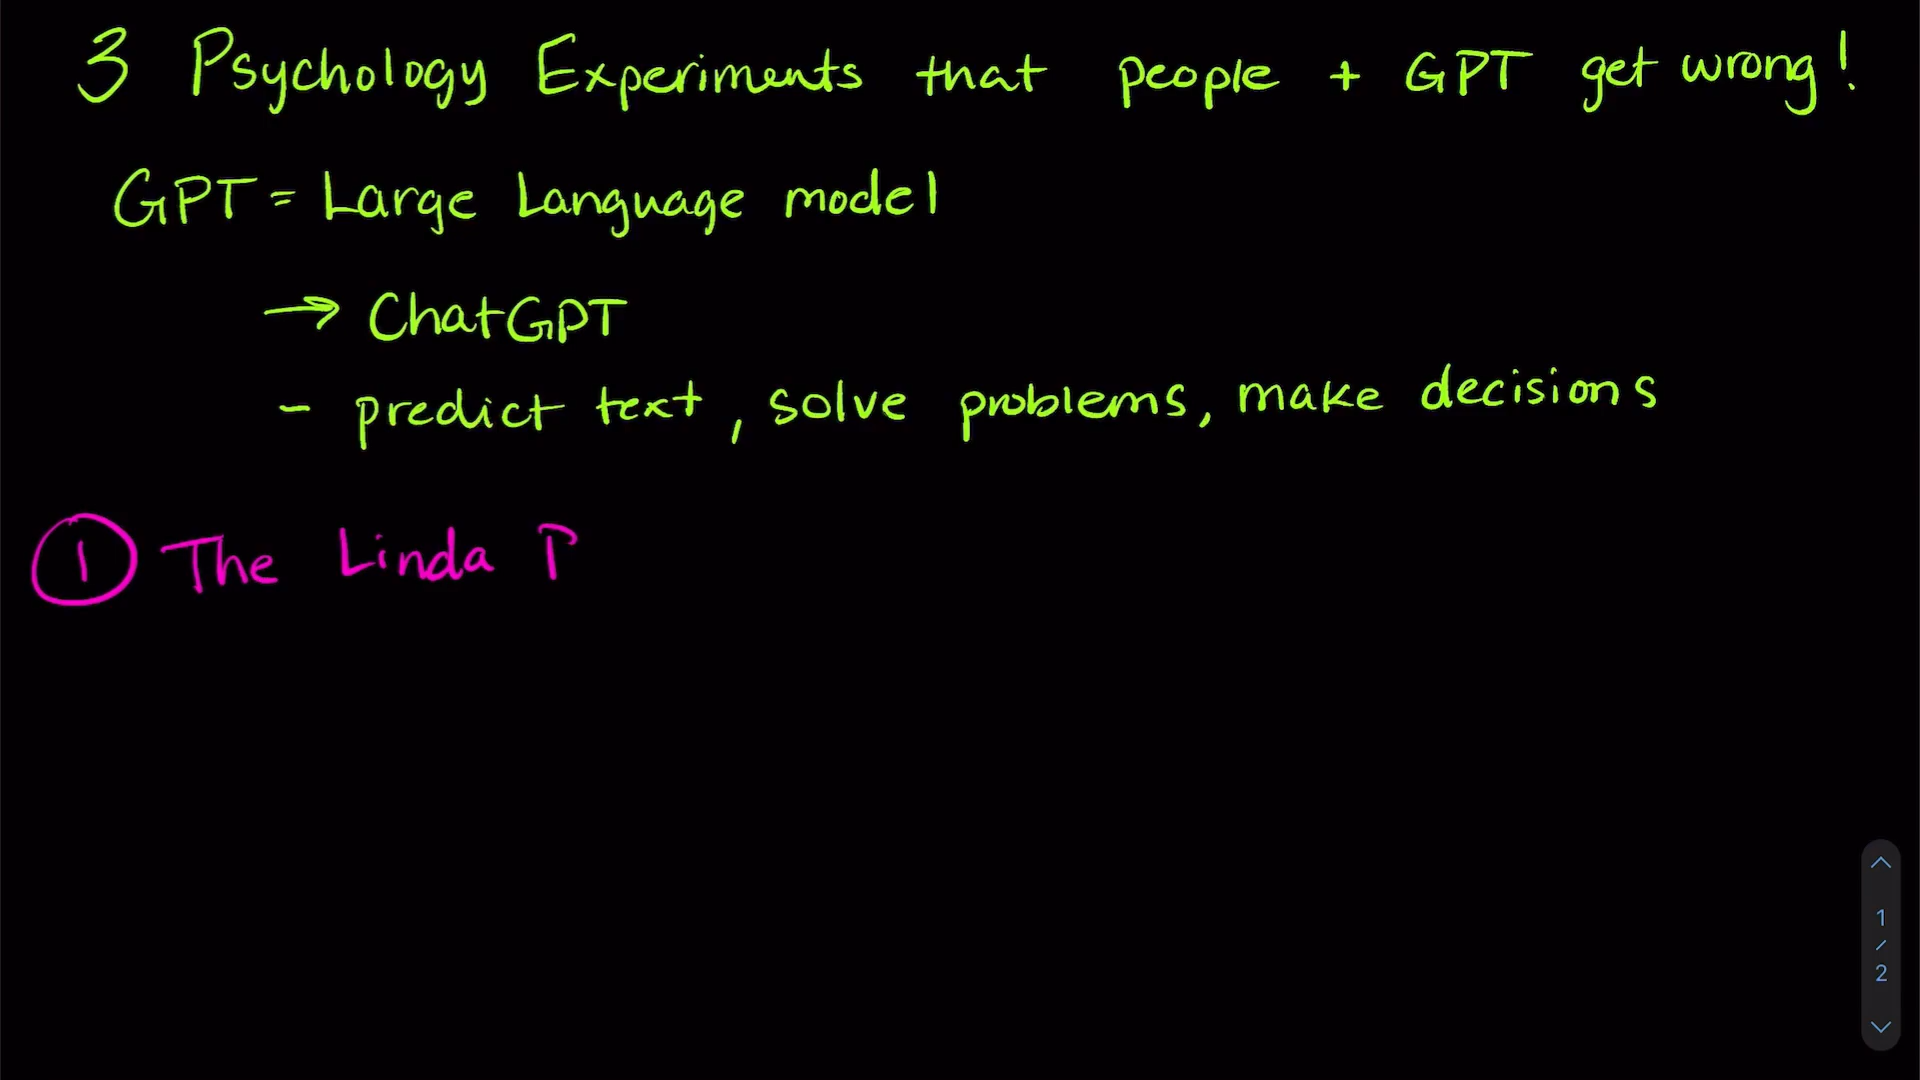 3 Psychology Experiments that people + GPT get wrong!
GPT = Large Language model
→ ChatGPT
- predict text, solve problems, make decisions
1 The Linda P
1
/
2